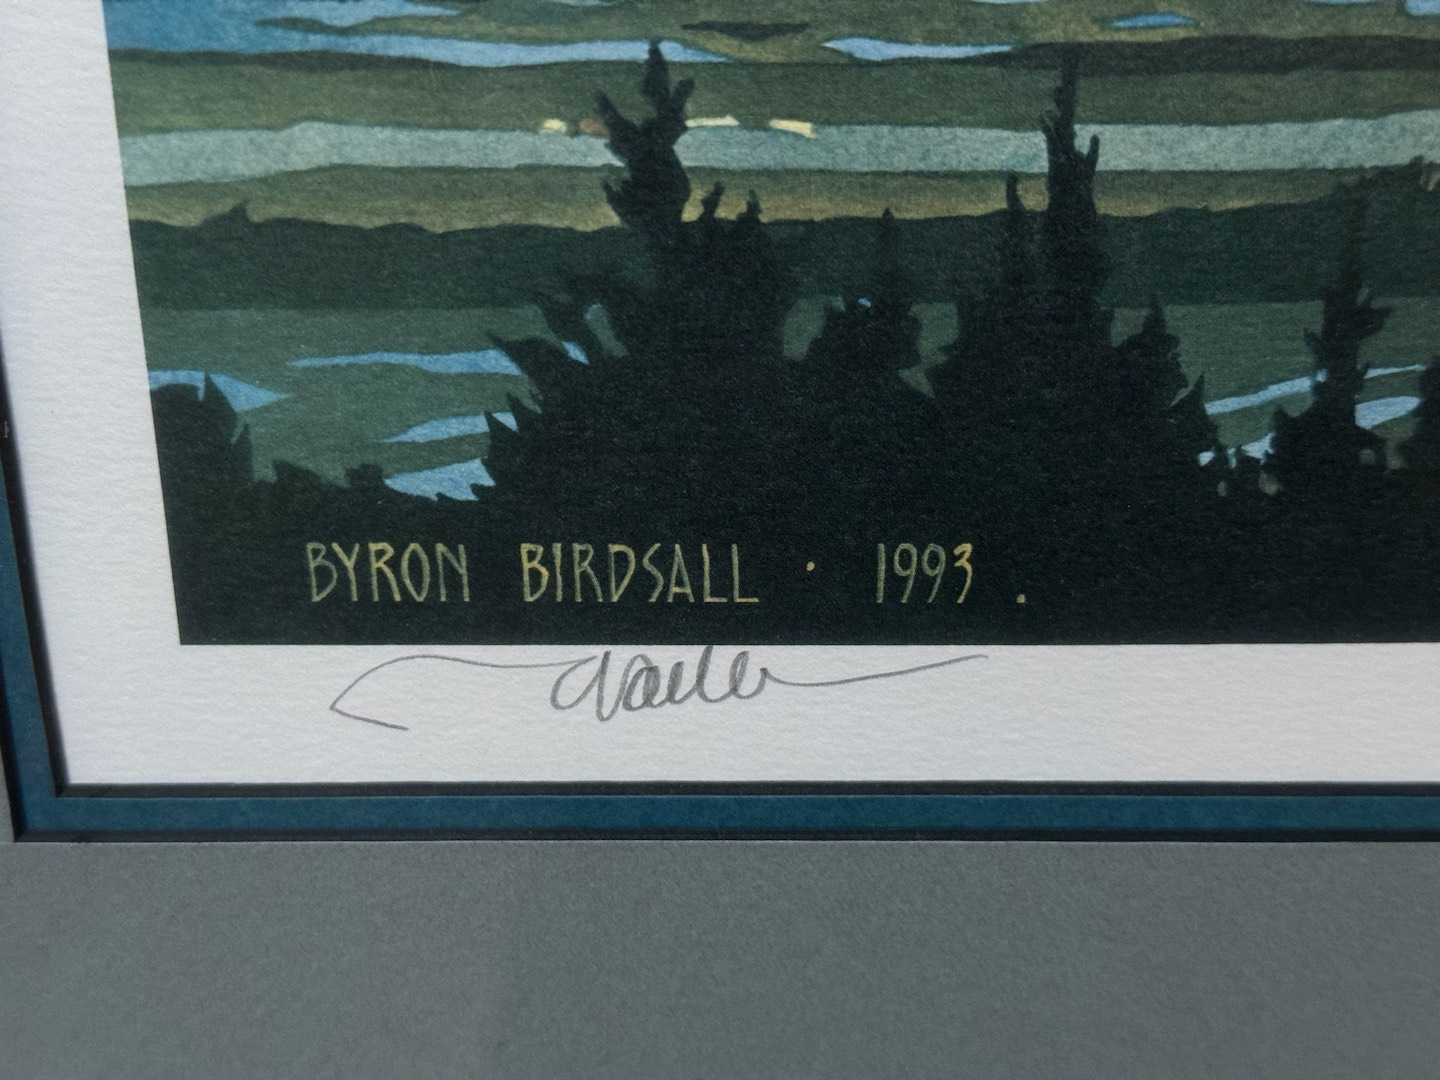 BYRON BIRDSALL · 1993 .